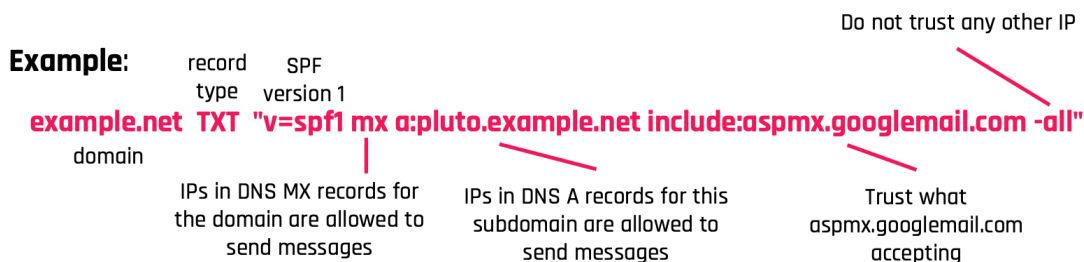 Do not trust any other IP
Example:
record
type
SPF
version 1
example.net TXT "v=spf1 mx a:pluto.example.net include:aspmx.googlemail.com -all"
domain
IPs in DNS MX records for
the domain are allowed to
send messages
IPs in DNS A records for this
subdomain are allowed to
send messages
Trust what
aspmx.googlemail.com
accepting